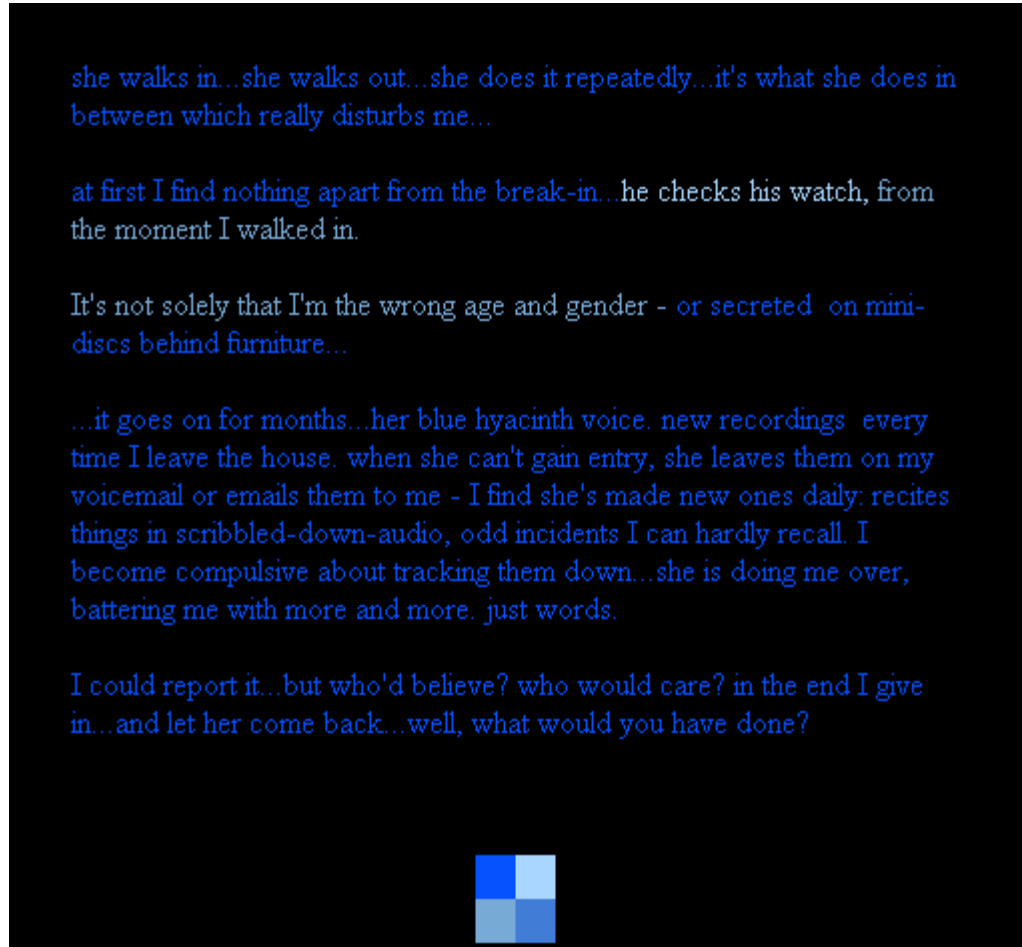 she walks in...she walks out...she does it repeatedly...it's what she does in
between which really disturbs me...
at first I find nothing apart from the break-in...he checks his watch, from
the moment I walked in.
It's not solely that I'm the wrong age and gender - or secreted  on mini-
discs behind furniture...
...it goes on for months...her blue hyacinth voice. new recordings  every
time I leave the house. when she can't gain entry, she leaves them on my
voicemail or emails them to me - I find she's made new ones daily: recites
things in scribbled-down-audio, odd incidents I can hardly recall. I
become compulsive about tracking them down...she is doing me over,
battering me with more and more. just words.
I could report it...but who'd believe? who would care? in the end I give
in...and let her come back...well, what would you have done?